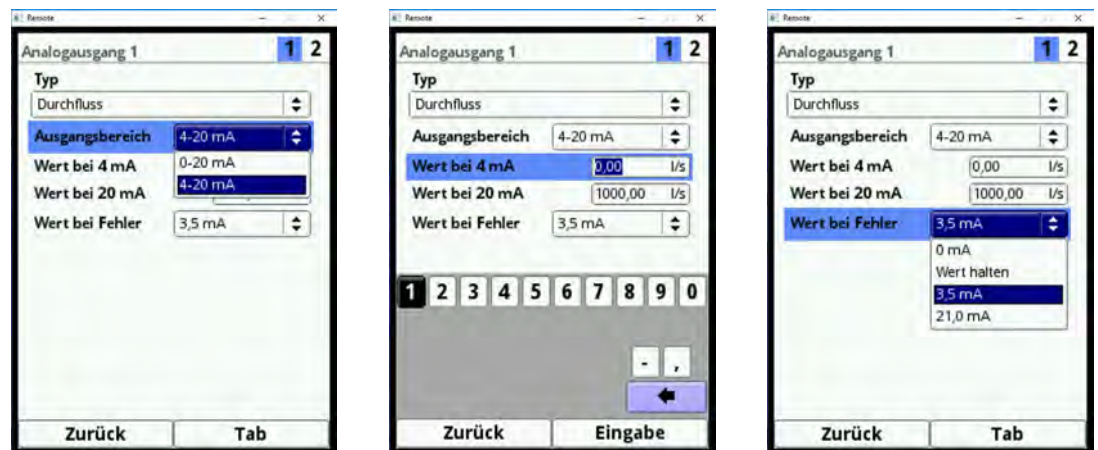 Remote
Analogausgang 1 1 2
Typ
Durchfluss
Ausgangsbereich 4-20 mA
Wert bei 4 mA 0-20 mA
4-20 mA
Wert bei 20 mA
Wert bei Fehler 3,5 mA
Zurück Tab
Remote
Analogausgang 1 1 2
Typ
Durchfluss
Ausgangsbereich 4-20 mA
Wert bei 4 mA 0,00 l/s
Wert bei 20 mA 1000,00 l/s
Wert bei Fehler 3,5 mA
1 2 3 4 5 6 7 8 9 0
- ,
Zurück Eingabe
Remote
Analogausgang 1 1 2
Typ
Durchfluss
Ausgangsbereich 4-20 mA
Wert bei 4 mA 0,00 l/s
Wert bei 20 mA 1000,00 l/s
Wert bei Fehler 3,5 mA
0 mA
Wert halten
3,5 mA
21,0 mA
Zurück Tab